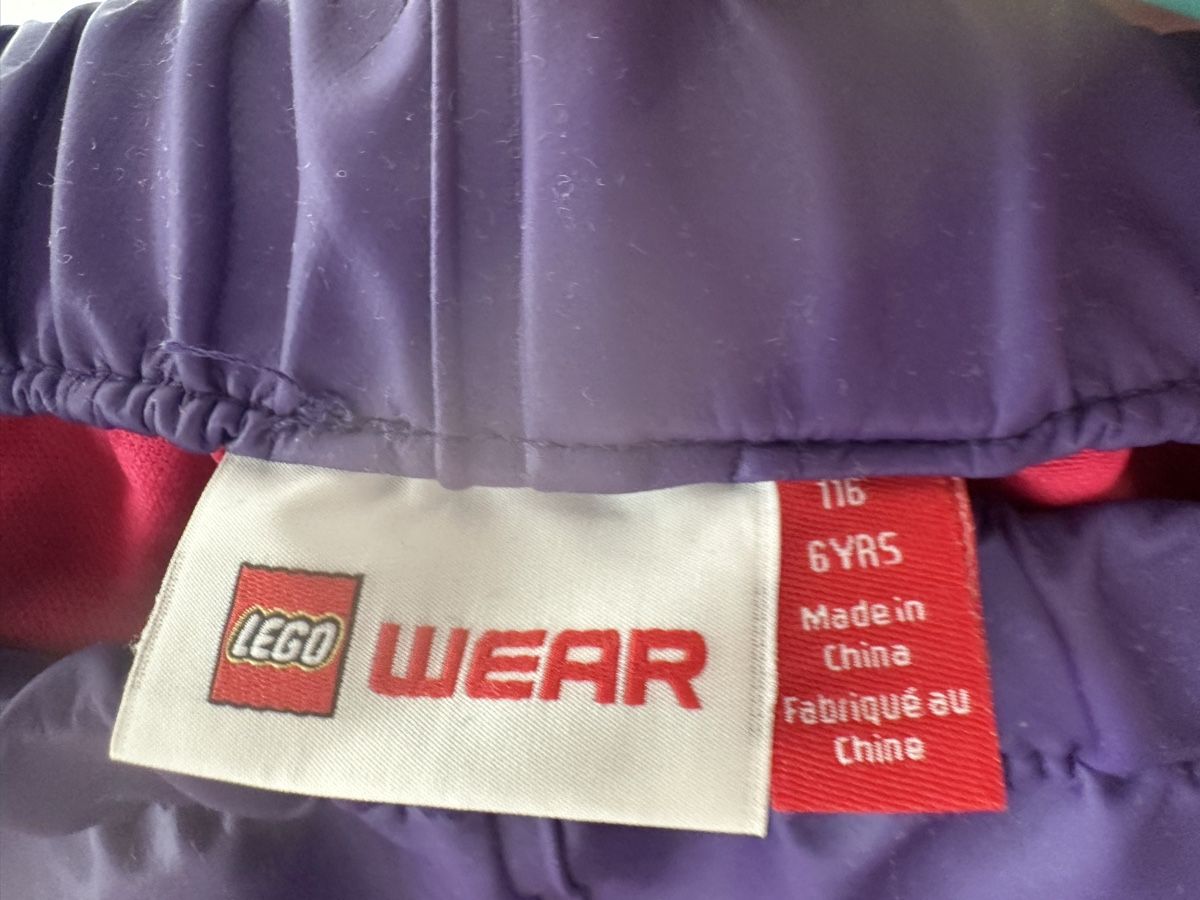 LEGO WEAR
116
6YRS
Made in
China
Fabriqué au
Chine